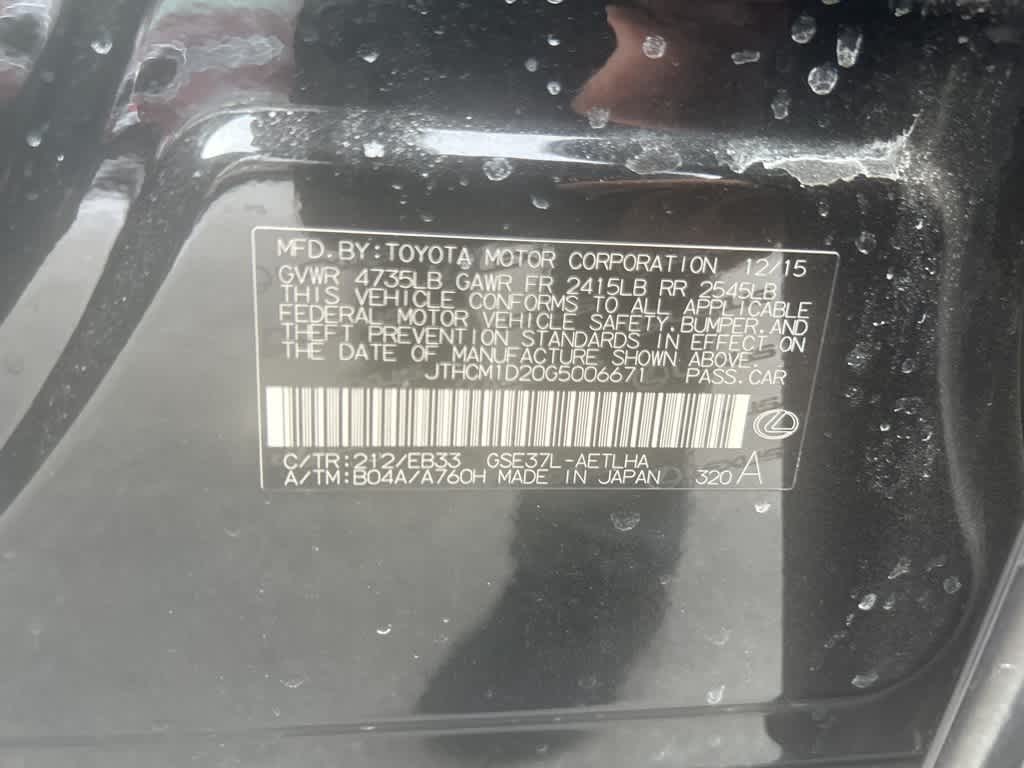 MFD. BY: TOYOTA MOTOR CORPORATION 12/15
GVWR 4735LB GAWR FR 2415LB RR 2545LB
THIS VEHICLE CONFORMS TO ALL APPLICABLE
FEDERAL MOTOR VEHICLE SAFETY, BUMPER, AND
THEFT PREVENTION STANDARDS IN EFFECT ON
THE DATE OF MANUFACTURE SHOWN ABOVE.
JTHCM1D20G5006671 PASS.CAR
C/TR:212/EB33 GSE37L-AETLHA
A/TM:B04A/A760H MADE IN JAPAN 320 A